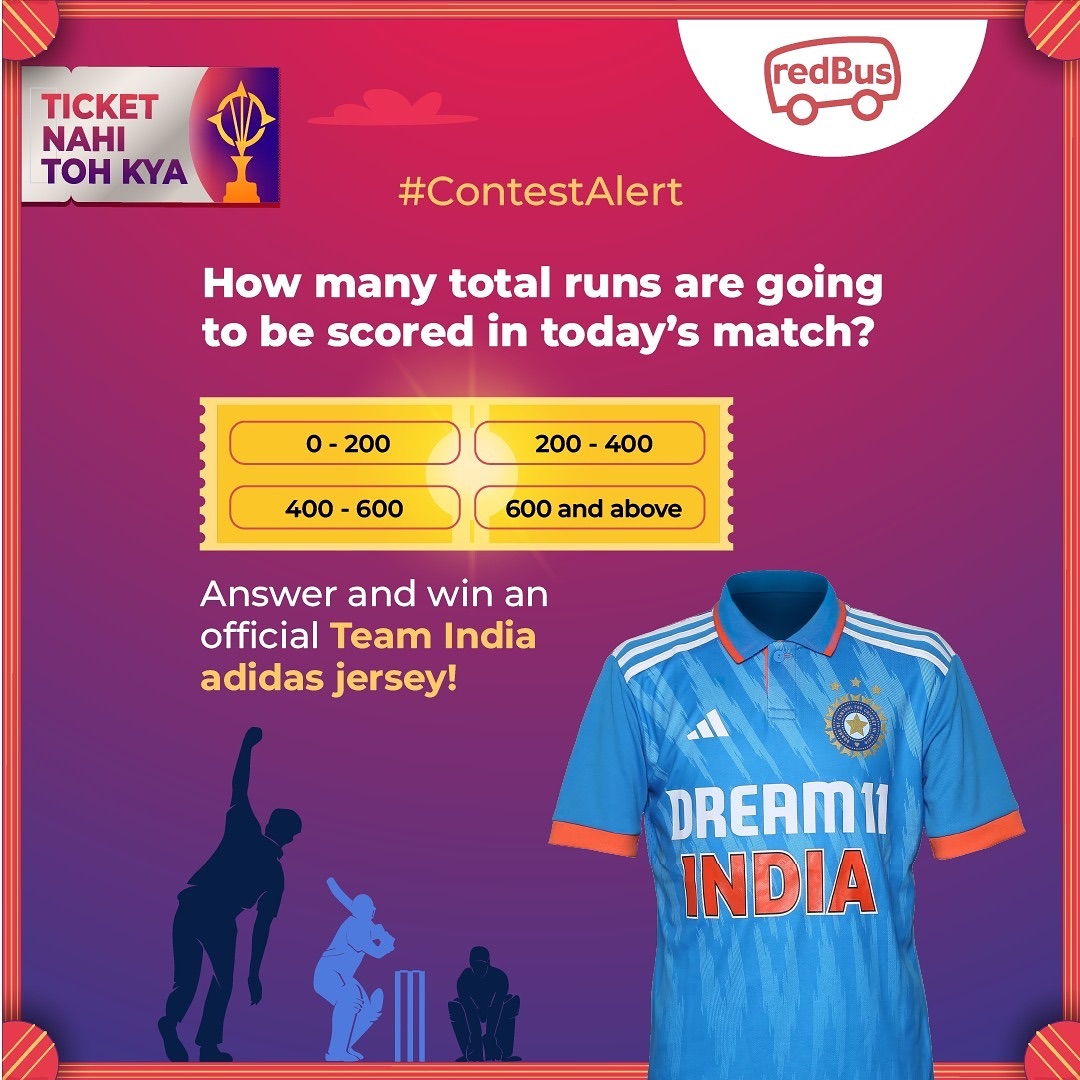 TICKET
NAHI
TOH KYA
redBus
#ContestAlert
How many total runs are going
to be scored in today's match?
0 - 200
200 - 400
400 - 600
600 and above
Answer and win an
official Team India
adidas jersey!
DREAM11
INDIA